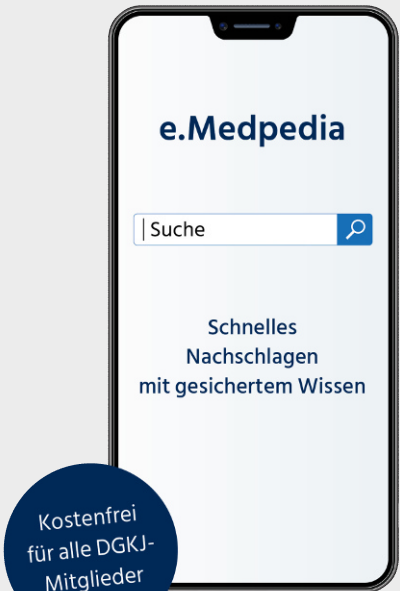 e.Medpedia
Suche
Schnelles
Nachschlagen
mit gesichertem Wissen
Kostenfrei
für alle DGKJ-
Mitglieder